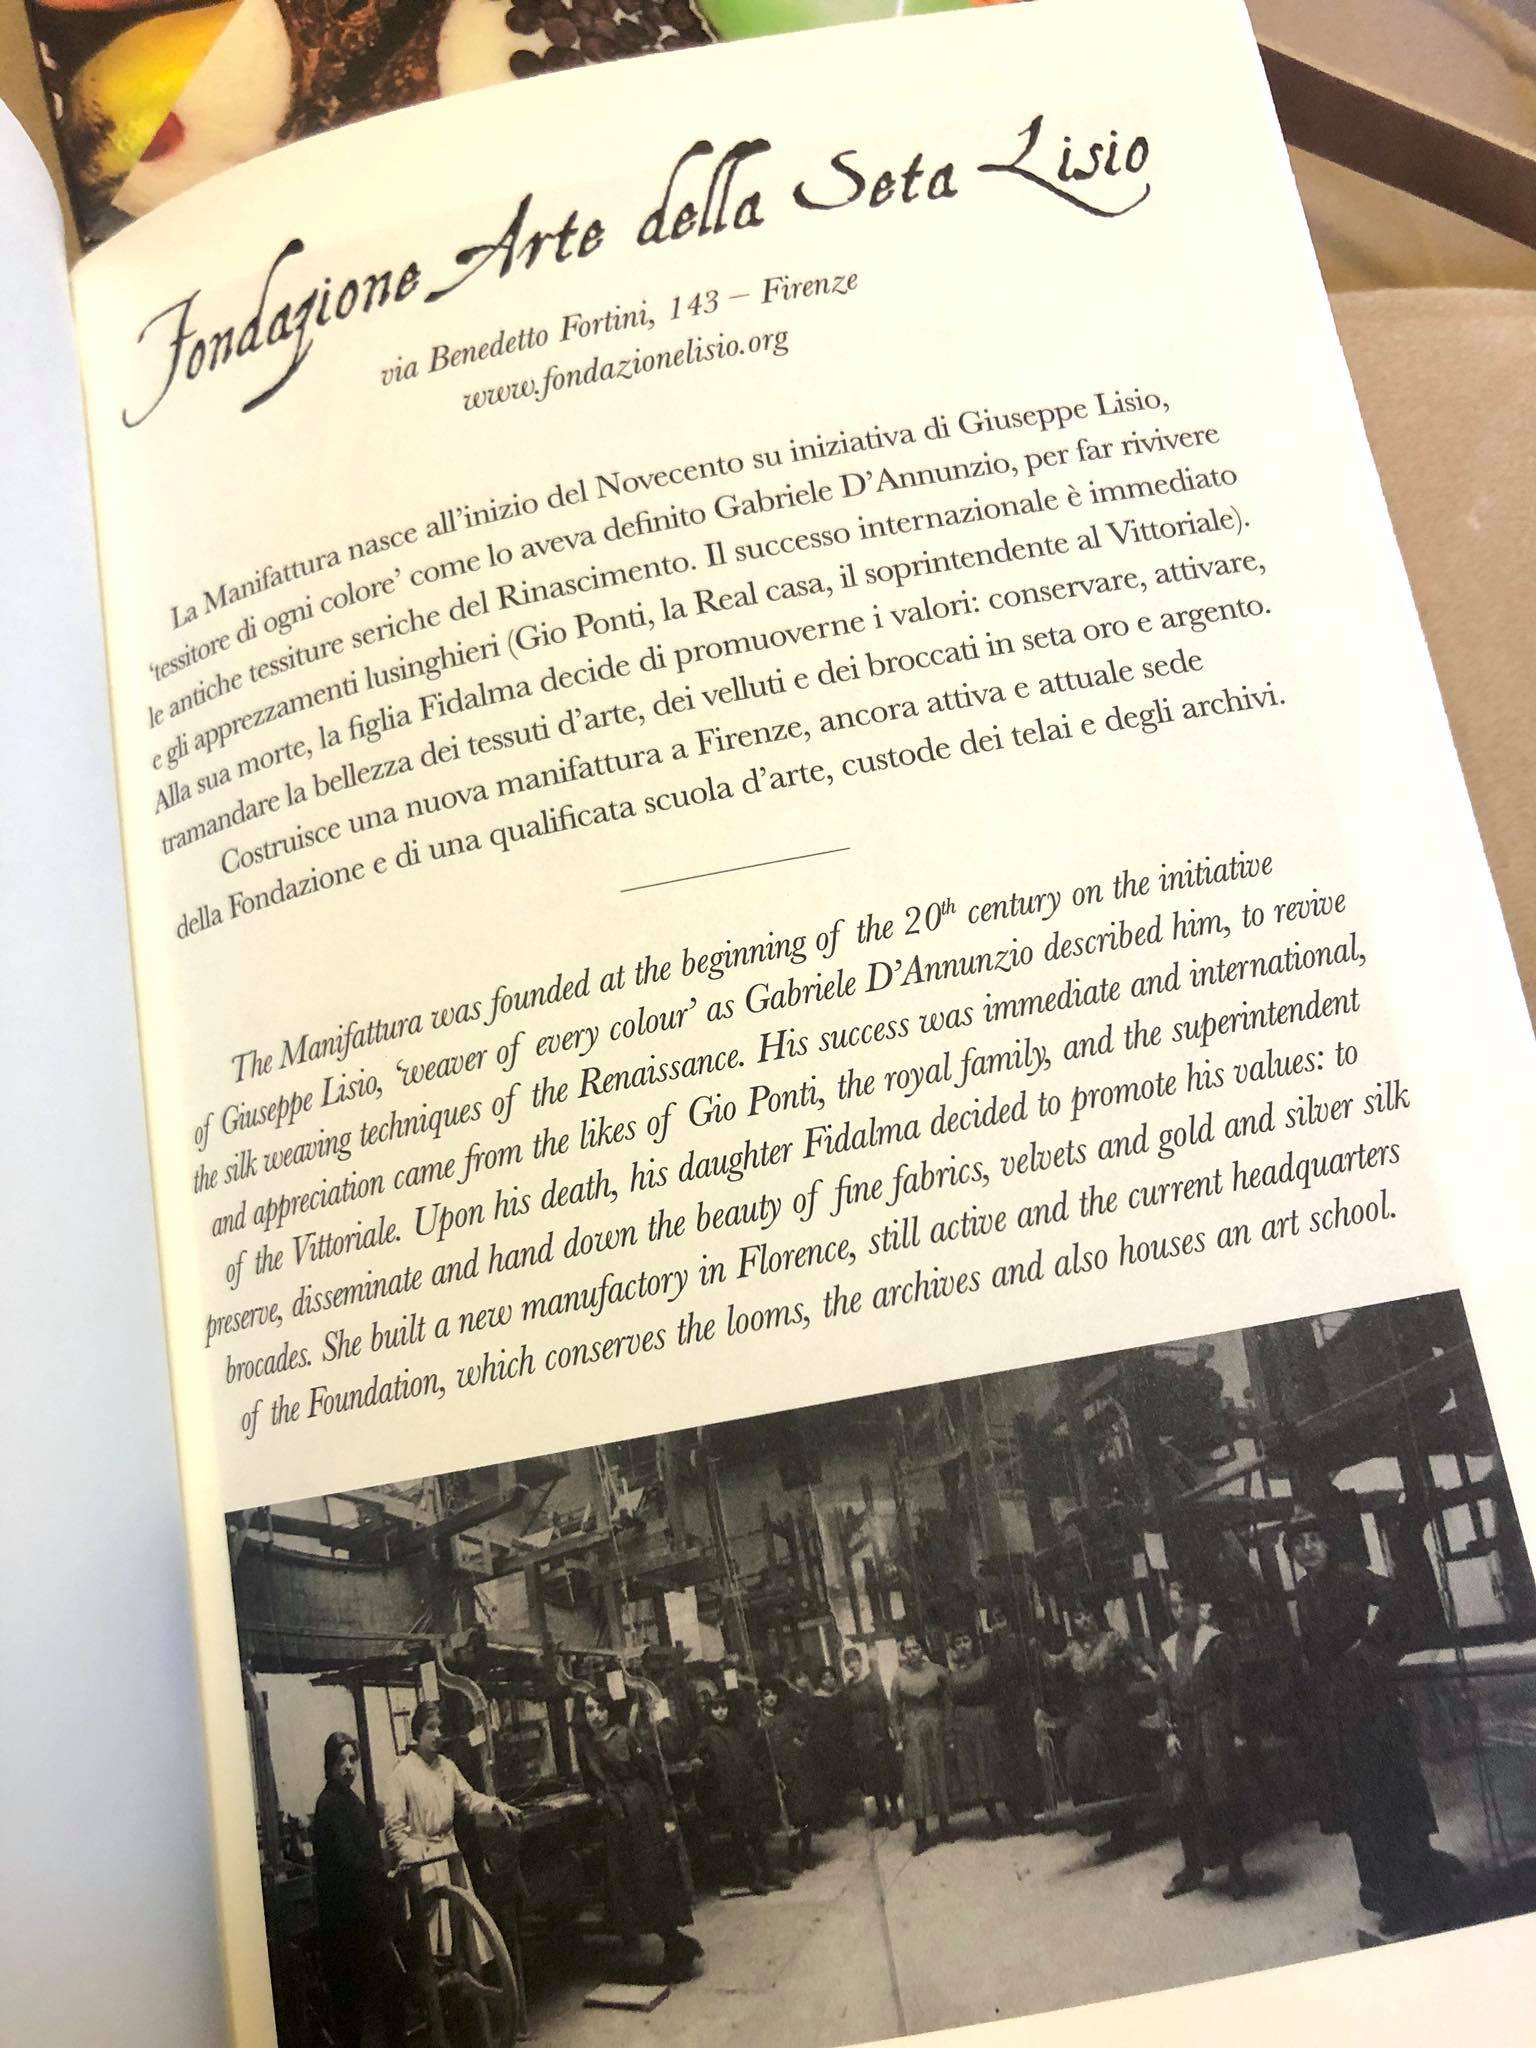 Fondazione Arte della Seta Lisio
via Benedetto Fortini, 143 – Firenze
www.fondazionelisio.org
La Manifattura nasce all'inizio del Novecento su iniziativa di Giuseppe Lisio,
'tessitore di ogni colore' come lo aveva definito Gabriele D'Annunzio, per far rivivere
le antiche tessiture seriche del Rinascimento. Il successo internazionale è immediato
e gli apprezzamenti lusinghieri (Gio Ponti, la Real casa, il soprintendente al Vittoriale).
Alla sua morte, la figlia Fidalma decide di promuoverne i valori: conservare, attivare,
tramandare la bellezza dei tessuti d'arte, dei velluti e dei broccati in seta oro e argento.
Costruisce una nuova manifattura a Firenze, ancora attiva e attuale sede
della Fondazione e di una qualificata scuola d'arte, custode dei telai e degli archivi.
The Manifattura was founded at the beginning of the 20th century on the initiative
of Giuseppe Lisio, 'weaver of every colour' as Gabriele D'Annunzio described him, to revive
the silk weaving techniques of the Renaissance. His success was immediate and international,
and appreciation came from the likes of Gio Ponti, the royal family, and the superintendent
of the Vittoriale. Upon his death, his daughter Fidalma decided to promote his values: to
preserve, disseminate and hand down the beauty of fine fabrics, velvets and gold and silver silk
brocades. She built a new manufactory in Florence, still active and the current headquarters
of the Foundation, which conserves the looms, the archives and also houses an art school.